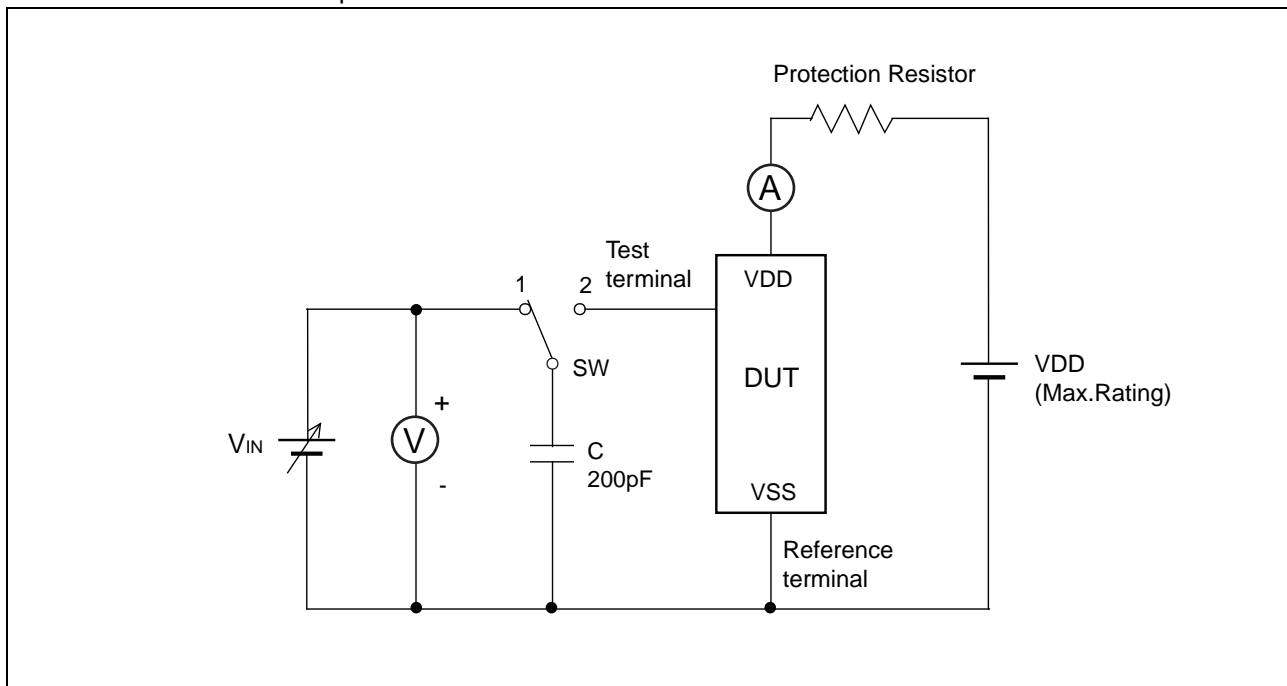 Protection Resistor
A
Test
terminal
1
2
VDD
SW
DUT
VDD
(Max.Rating)
VIN
+
V
-
C
200pF
VSS
Reference
terminal